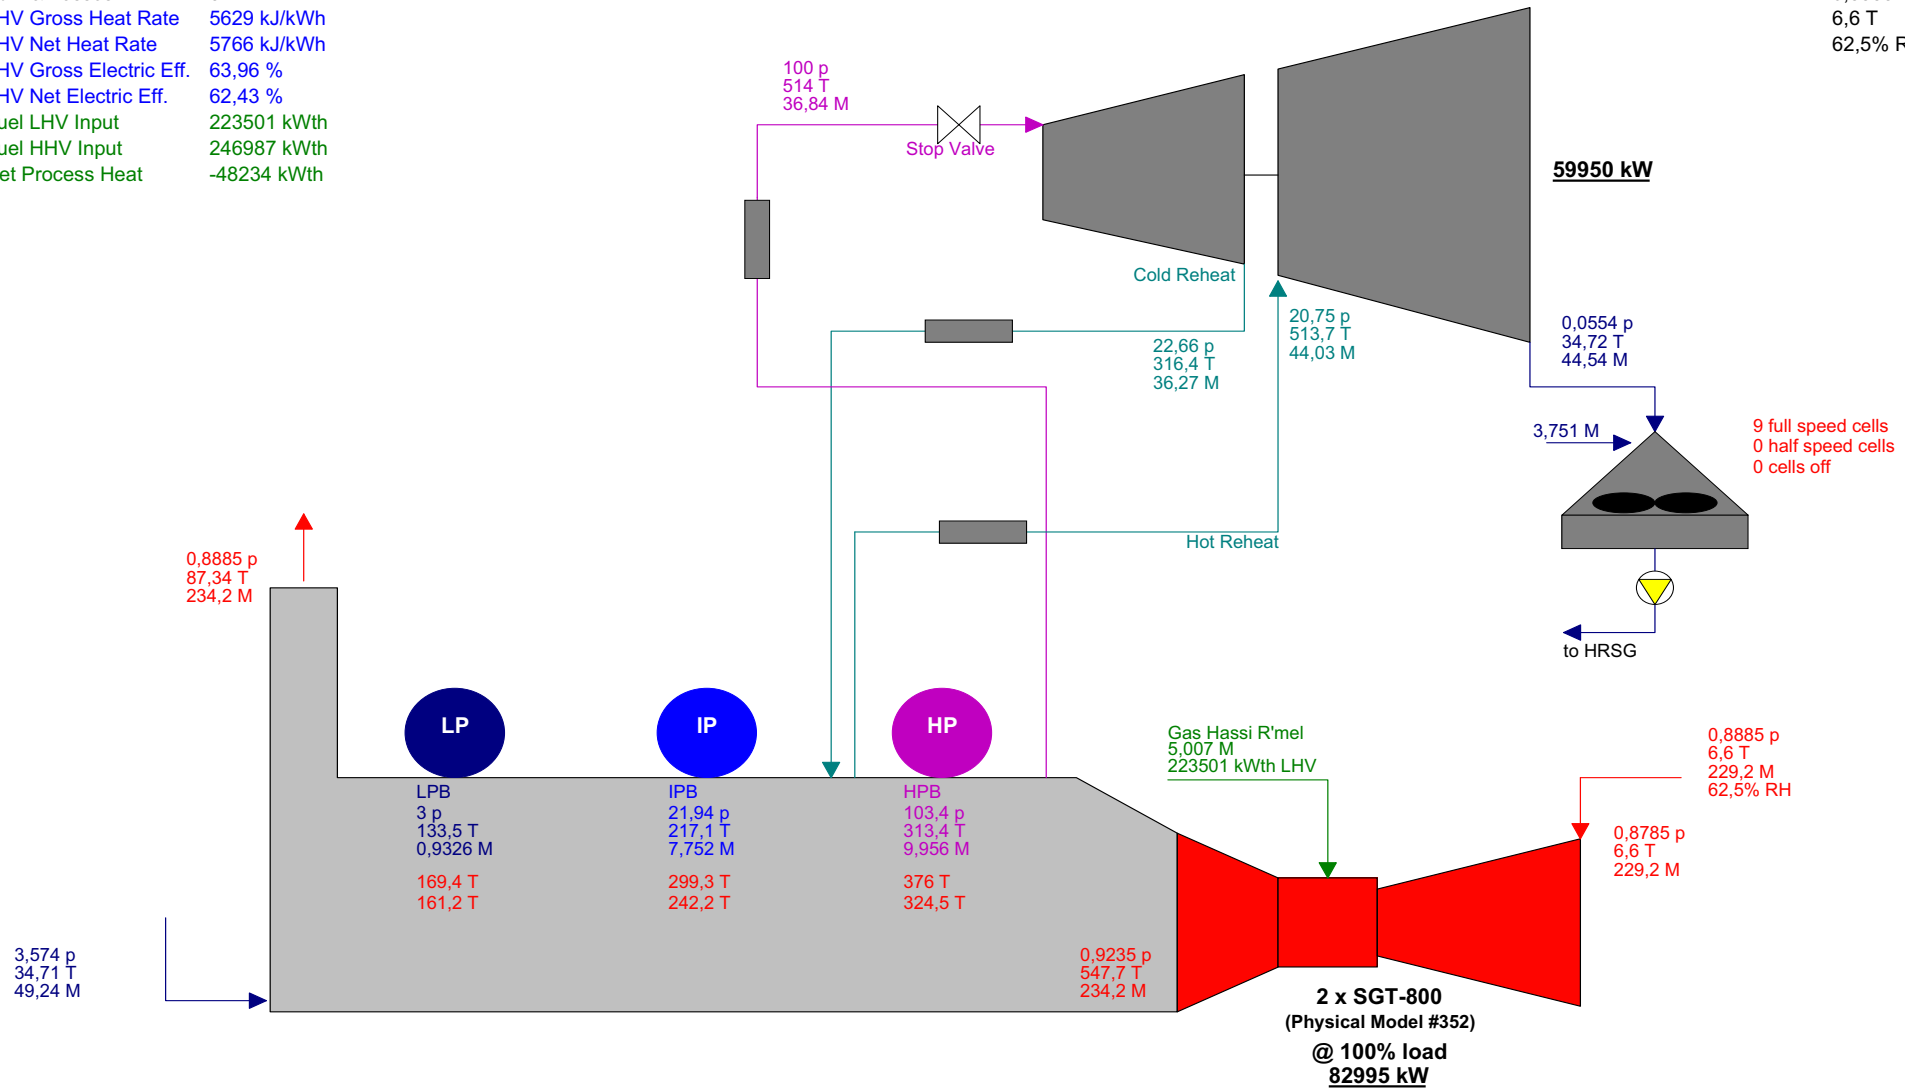 HV Gross Heat Rate 5629 kJ/kWh
HV Net Heat Rate 5766 kJ/kWh
HV Gross Electric Eff. 63,96 %
HV Net Electric Eff. 62,43 %
uel LHV Input 223501 kWth
uel HHV Input 246987 kWth
et Process Heat -48234 kWth
6,6 T
62,5% R
100 p
514 T
36,84 M
Stop Valve
59950 kW
Cold Reheat
22,66 p
316,4 T
36,27 M
20,75 p
513,7 T
44,03 M
0,0554 p
34,72 T
44,54 M
3,751 M
9 full speed cells
0 half speed cells
0 cells off
Hot Reheat
to HRSG
0,8885 p
87,34 T
234,2 M
LP
IP
HP
LPB
3 p
133,5 T
0,9326 M
169,4 T
161,2 T
IPB
21,94 p
217,1 T
7,752 M
299,3 T
242,2 T
HPB
103,4 p
313,4 T
9,956 M
376 T
324,5 T
Gas Hassi R'mel
5,007 M
223501 kWth LHV
0,8885 p
6,6 T
229,2 M
62,5% RH
0,8785 p
6,6 T
229,2 M
3,574 p
34,71 T
49,24 M
0,9235 p
547,7 T
234,2 M
2 x SGT-800
(Physical Model #352)
@ 100% load
82995 kW